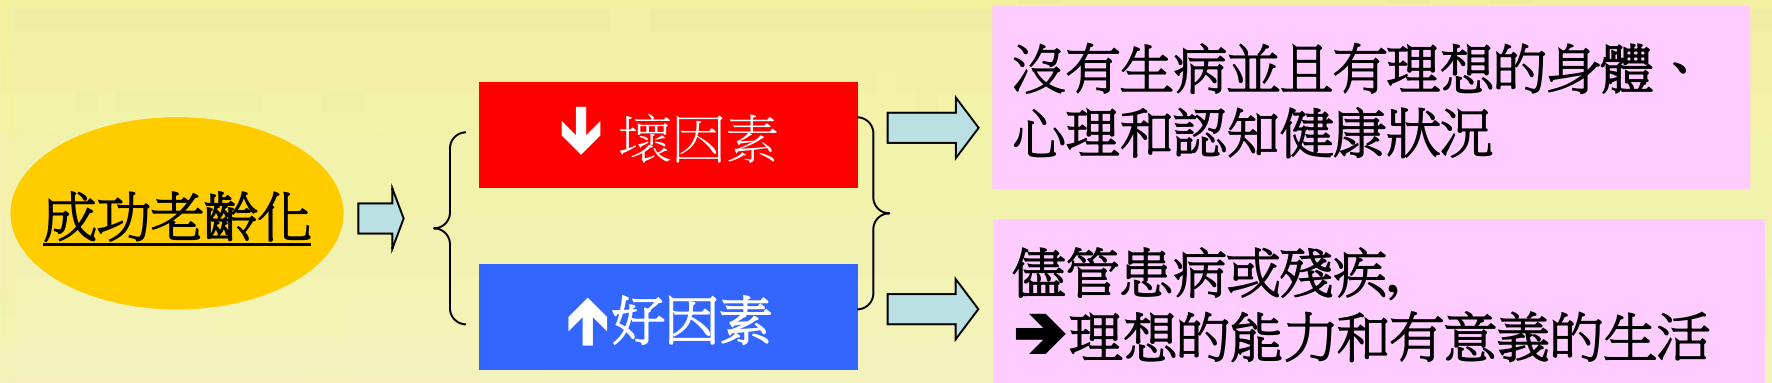 成功老齡化
🡻 壞因素
🡹好因素
沒有生病並且有理想的身體、
心理和認知健康狀況
儘管患病或殘疾,
➔理想的能力和有意義的生活